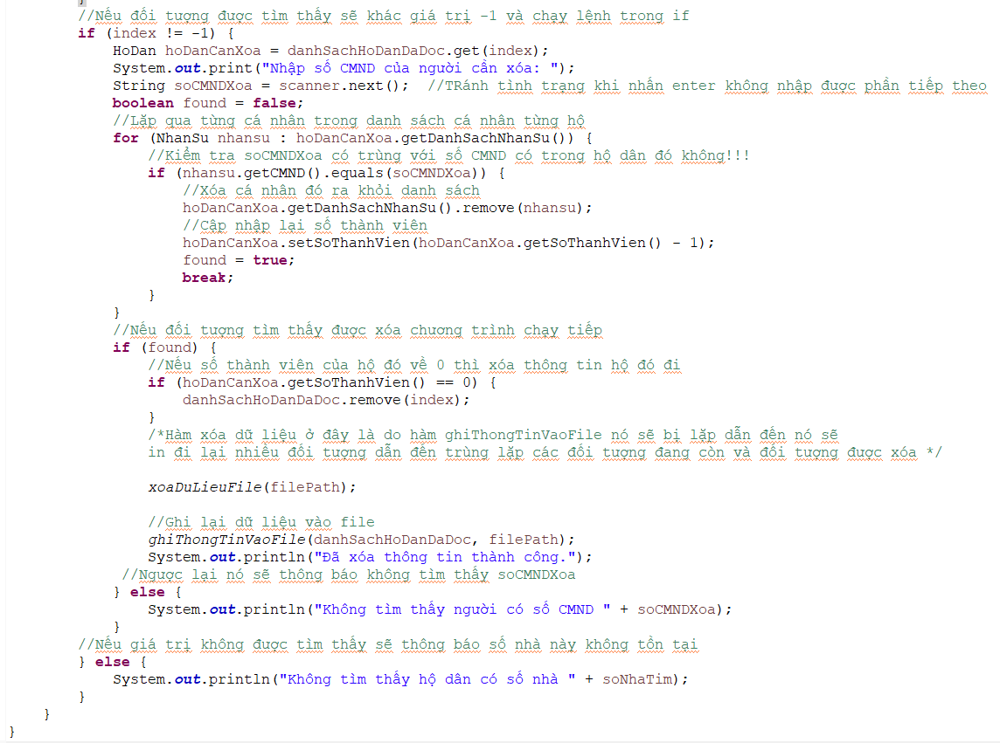 }
//Nếu đối tượng được tìm thấy sẽ khác giá trị -1 và chạy lệnh trong if
if (index != -1) {
HoDan hoDanCanXoa = danhSachHoDanDaDoc.get(index);
System.out.print("Nhập số CMND của người cần xóa: ");
String soCMNDXoa = scanner.next();  //TRánh tình trạng khi nhấn enter không nhập được phần tiếp theo
boolean found = false;
//Lặp qua từng cá nhân trong danh sách cá nhân từng hộ
for (NhanSu nhansu : hoDanCanXoa.getDanhSachNhanSu()) {
//Kiểm tra soCMNDXoa có trùng với số CMND có trong hộ dân đó không!!!
if (nhansu.getCMND().equals(soCMNDXoa)) {
//Xóa cá nhân đó ra khỏi danh sách
hoDanCanXoa.getDanhSachNhanSu().remove(nhansu);
//Cập nhập lại số thành viên
hoDanCanXoa.setSoThanhVien(hoDanCanXoa.getSoThanhVien() - 1);
found = true;
break;
}
}
//Nếu đối tượng tìm thấy được xóa chương trình chạy tiếp
if (found) {
//Nếu số thành viên của hộ đó về 0 thì xóa thông tin hộ đó đi
if (hoDanCanXoa.getSoThanhVien() == 0) {
danhSachHoDanDaDoc.remove(index);
}
/*Hàm xóa dữ liệu ở đây là do hàm ghiThongTinVaoFile nó sẽ bị lặp dẫn đến nó sẽ
in đi lại nhiều đối tượng dẫn đến trùng lặp các đối tượng đang còn và đối tượng được xóa */
xoaDuLieuFile(filePath);
//Ghi lại dữ liệu vào file
ghiThongTinVaoFile(danhSachHoDanDaDoc, filePath);
System.out.println("Đã xóa thông tin thành công.");
//Ngược lại nó sẽ thông báo không tìm thấy soCMNDXoa
} else {
System.out.println("Không tìm thấy người có số CMND " + soCMNDXoa);
}
//Nếu giá trị không được tìm thấy sẽ thông báo số nhà này không tồn tại
} else {
System.out.println("Không tìm thấy hộ dân có số nhà " + soNhaTim);
}
}
}